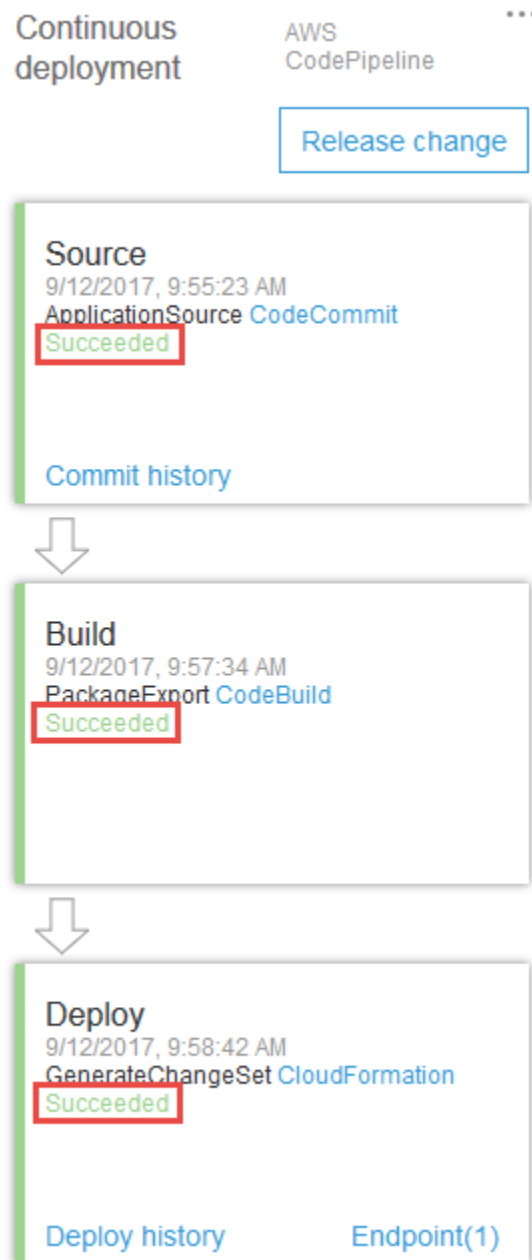 Continuous
deployment
AWS
CodePipeline
Release change
Source
9/12/2017, 9:55:23 AM
ApplicationSource CodeCommit
Succeeded
Commit history
Build
9/12/2017, 9:57:34 AM
PackageExport CodeBuild
Succeeded
Deploy
9/12/2017, 9:58:42 AM
GenerateChangeSet CloudFormation
Succeeded
Deploy history Endpoint(1)